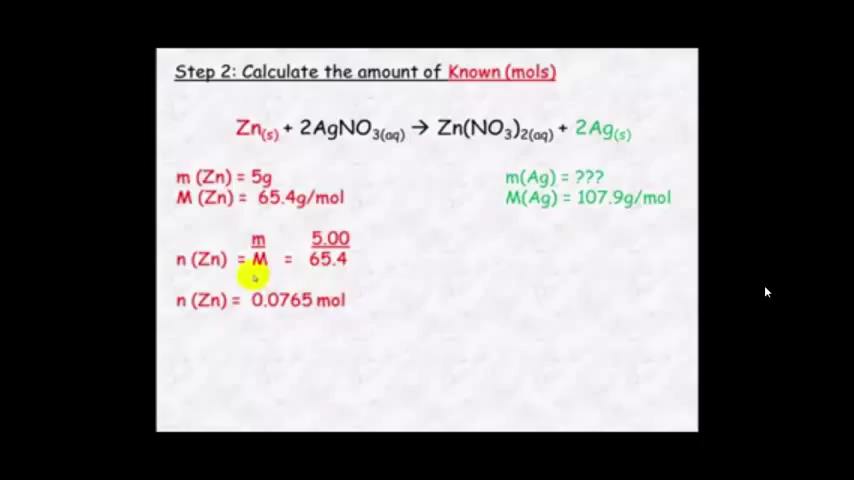 Step 2: Calculate the amount of Known (mols)
Zn(s) + 2AgNO3(aq) → Zn(NO3)2(aq) + 2Ag(s)
m (Zn) = 5g
M (Zn) = 65.4g/mol
m(Ag) = ???
M(Ag) = 107.9g/mol
m 5.00
n (Zn) = M = 65.4
n (Zn) = 0.0765 mol